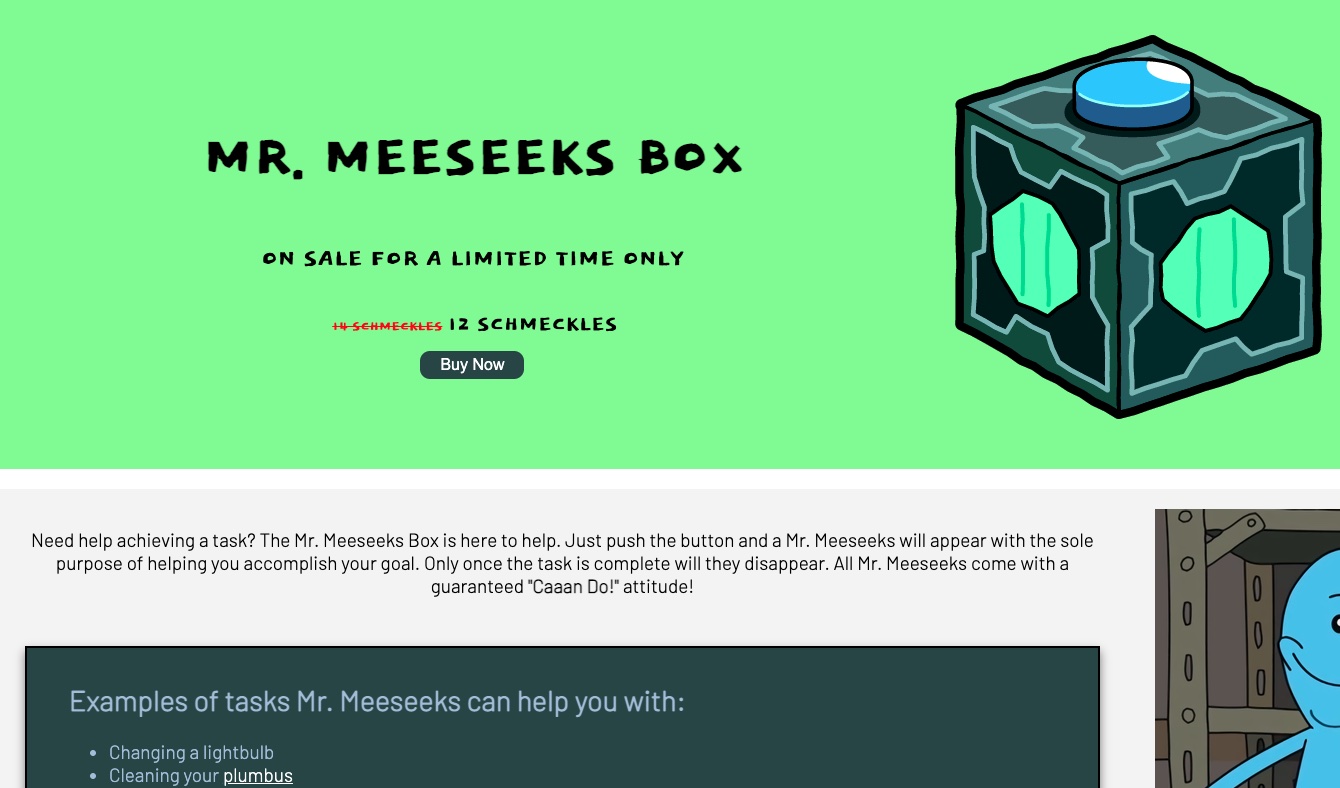 MR. MEESEEKS BOX
ON SALE FOR A LIMITED TIME ONLY
14 SCHMECKLES 12 SCHMECKLES
Buy Now
Need help achieving a task? The Mr. Meeseeks Box is here to help. Just push the button and a Mr. Meeseeks will appear with the sole
purpose of helping you accomplish your goal. Only once the task is complete will they disappear. All Mr. Meeseeks come with a
guaranteed "Caaan Do!" attitude!
Examples of tasks Mr. Meeseeks can help you with:
• Changing a lightbulb
• Cleaning your plumbus